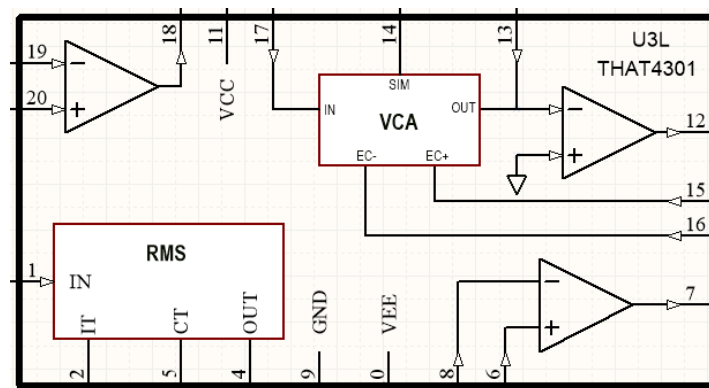 18
11
17
14
13
U3L
THAT4301
19
20
VCC
SIM
IN
VCA
OUT
12
EC-
EC+
15
16
RMS
1
IN
IT
CT
OUT
GND
VEE
7
2
5
4
9
0
8
6